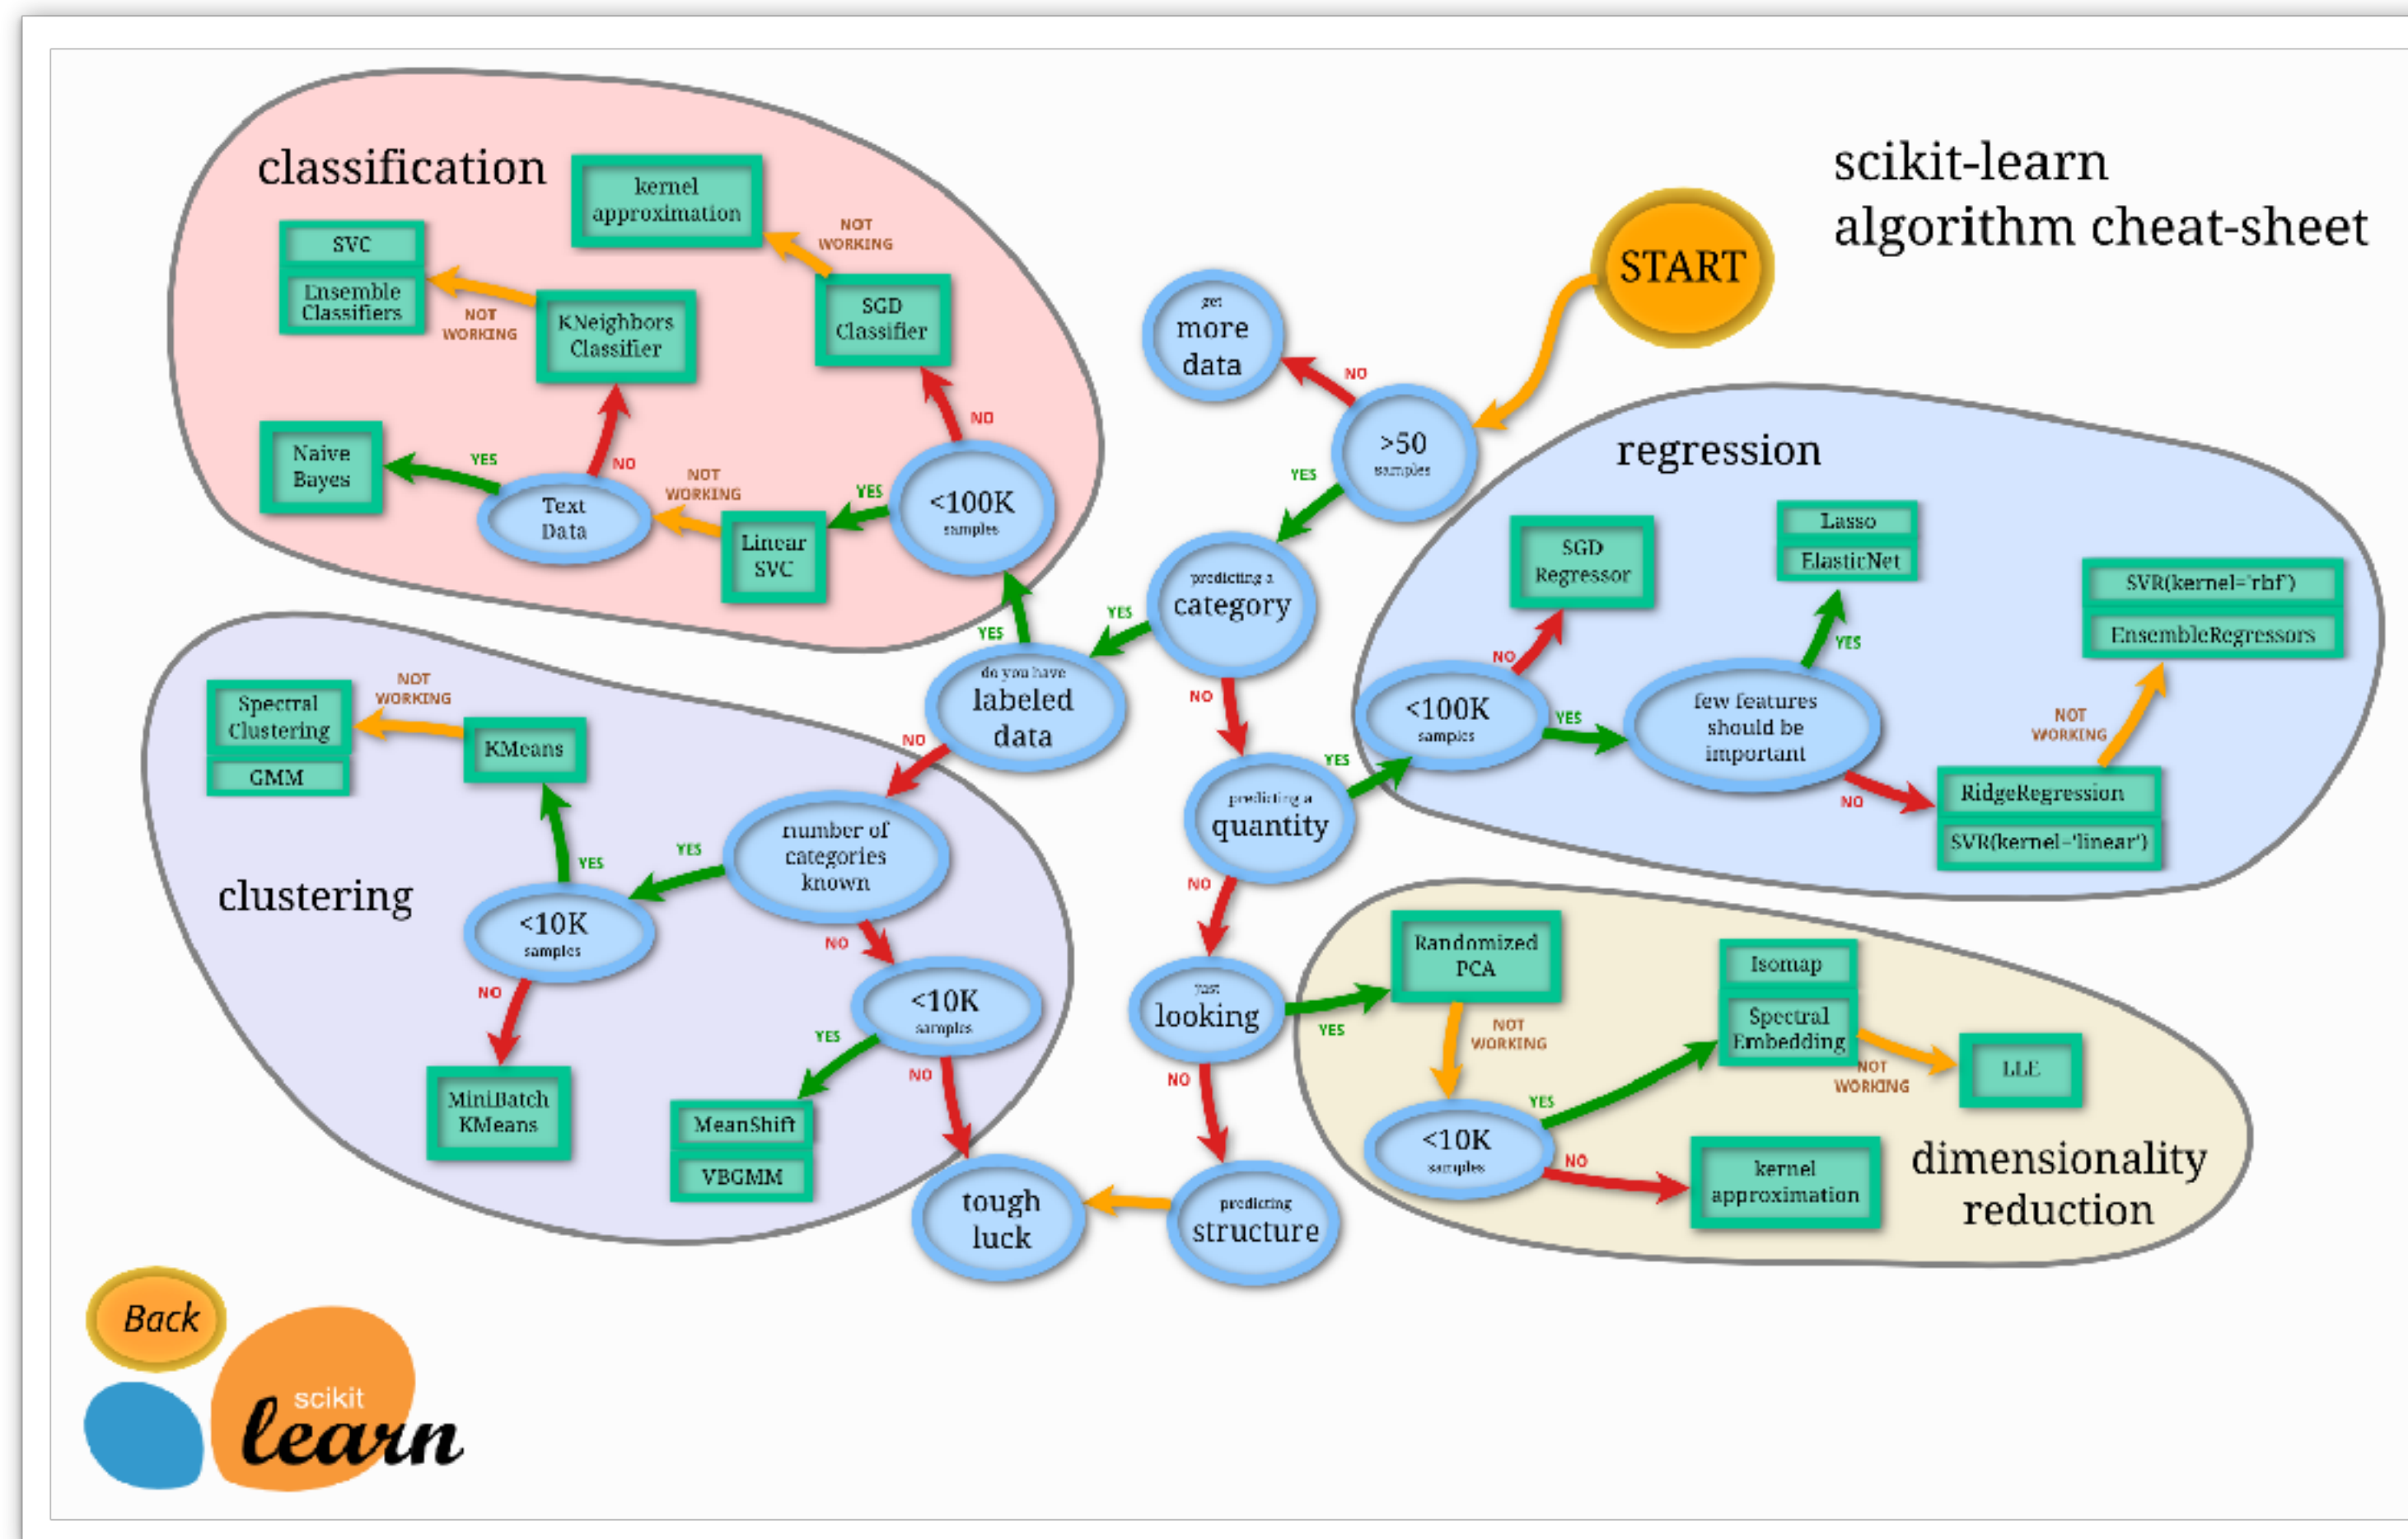 scikit-learn
algorithm cheat-sheet
START
get
more
data
NO
>50
samples
YES
predicting a
category
YES
NO
do you have
labeled
data
YES
NO
predicting a
quantity
YES
NO
just
looking
YES
NO
predicting
structure
tough
luck
classification
kernel
approximation
NOT
WORKING
SVC
Ensemble
Classifiers
NOT
WORKING
KNeighbors
Classifier
SGD
Classifier
NO
Naive
Bayes
YES
NO
Text
Data
NOT
WORKING
Linear
SVC
YES
<100K
samples
regression
SGD
Regressor
Lasso
ElasticNet
SVR(kernel='rbf')
EnsembleRegressors
YES
NO
<100K
samples
YES
few features
should be
important
NOT
WORKING
NO
RidgeRegression
SVR(kernel='linear')
clustering
Spectral
Clustering
GMM
NOT
WORKING
KMeans
YES
YES
number of
categories
known
<10K
samples
NO
NO
<10K
samples
YES
NO
MiniBatch
KMeans
MeanShift
VBGMM
dimensionality
reduction
Randomized
PCA
NOT
WORKING
Isomap
Spectral
Embedding
NOT
WORKING
LLE
YES
<10K
samples
NO
kernel
approximation
Back
scikit
learn